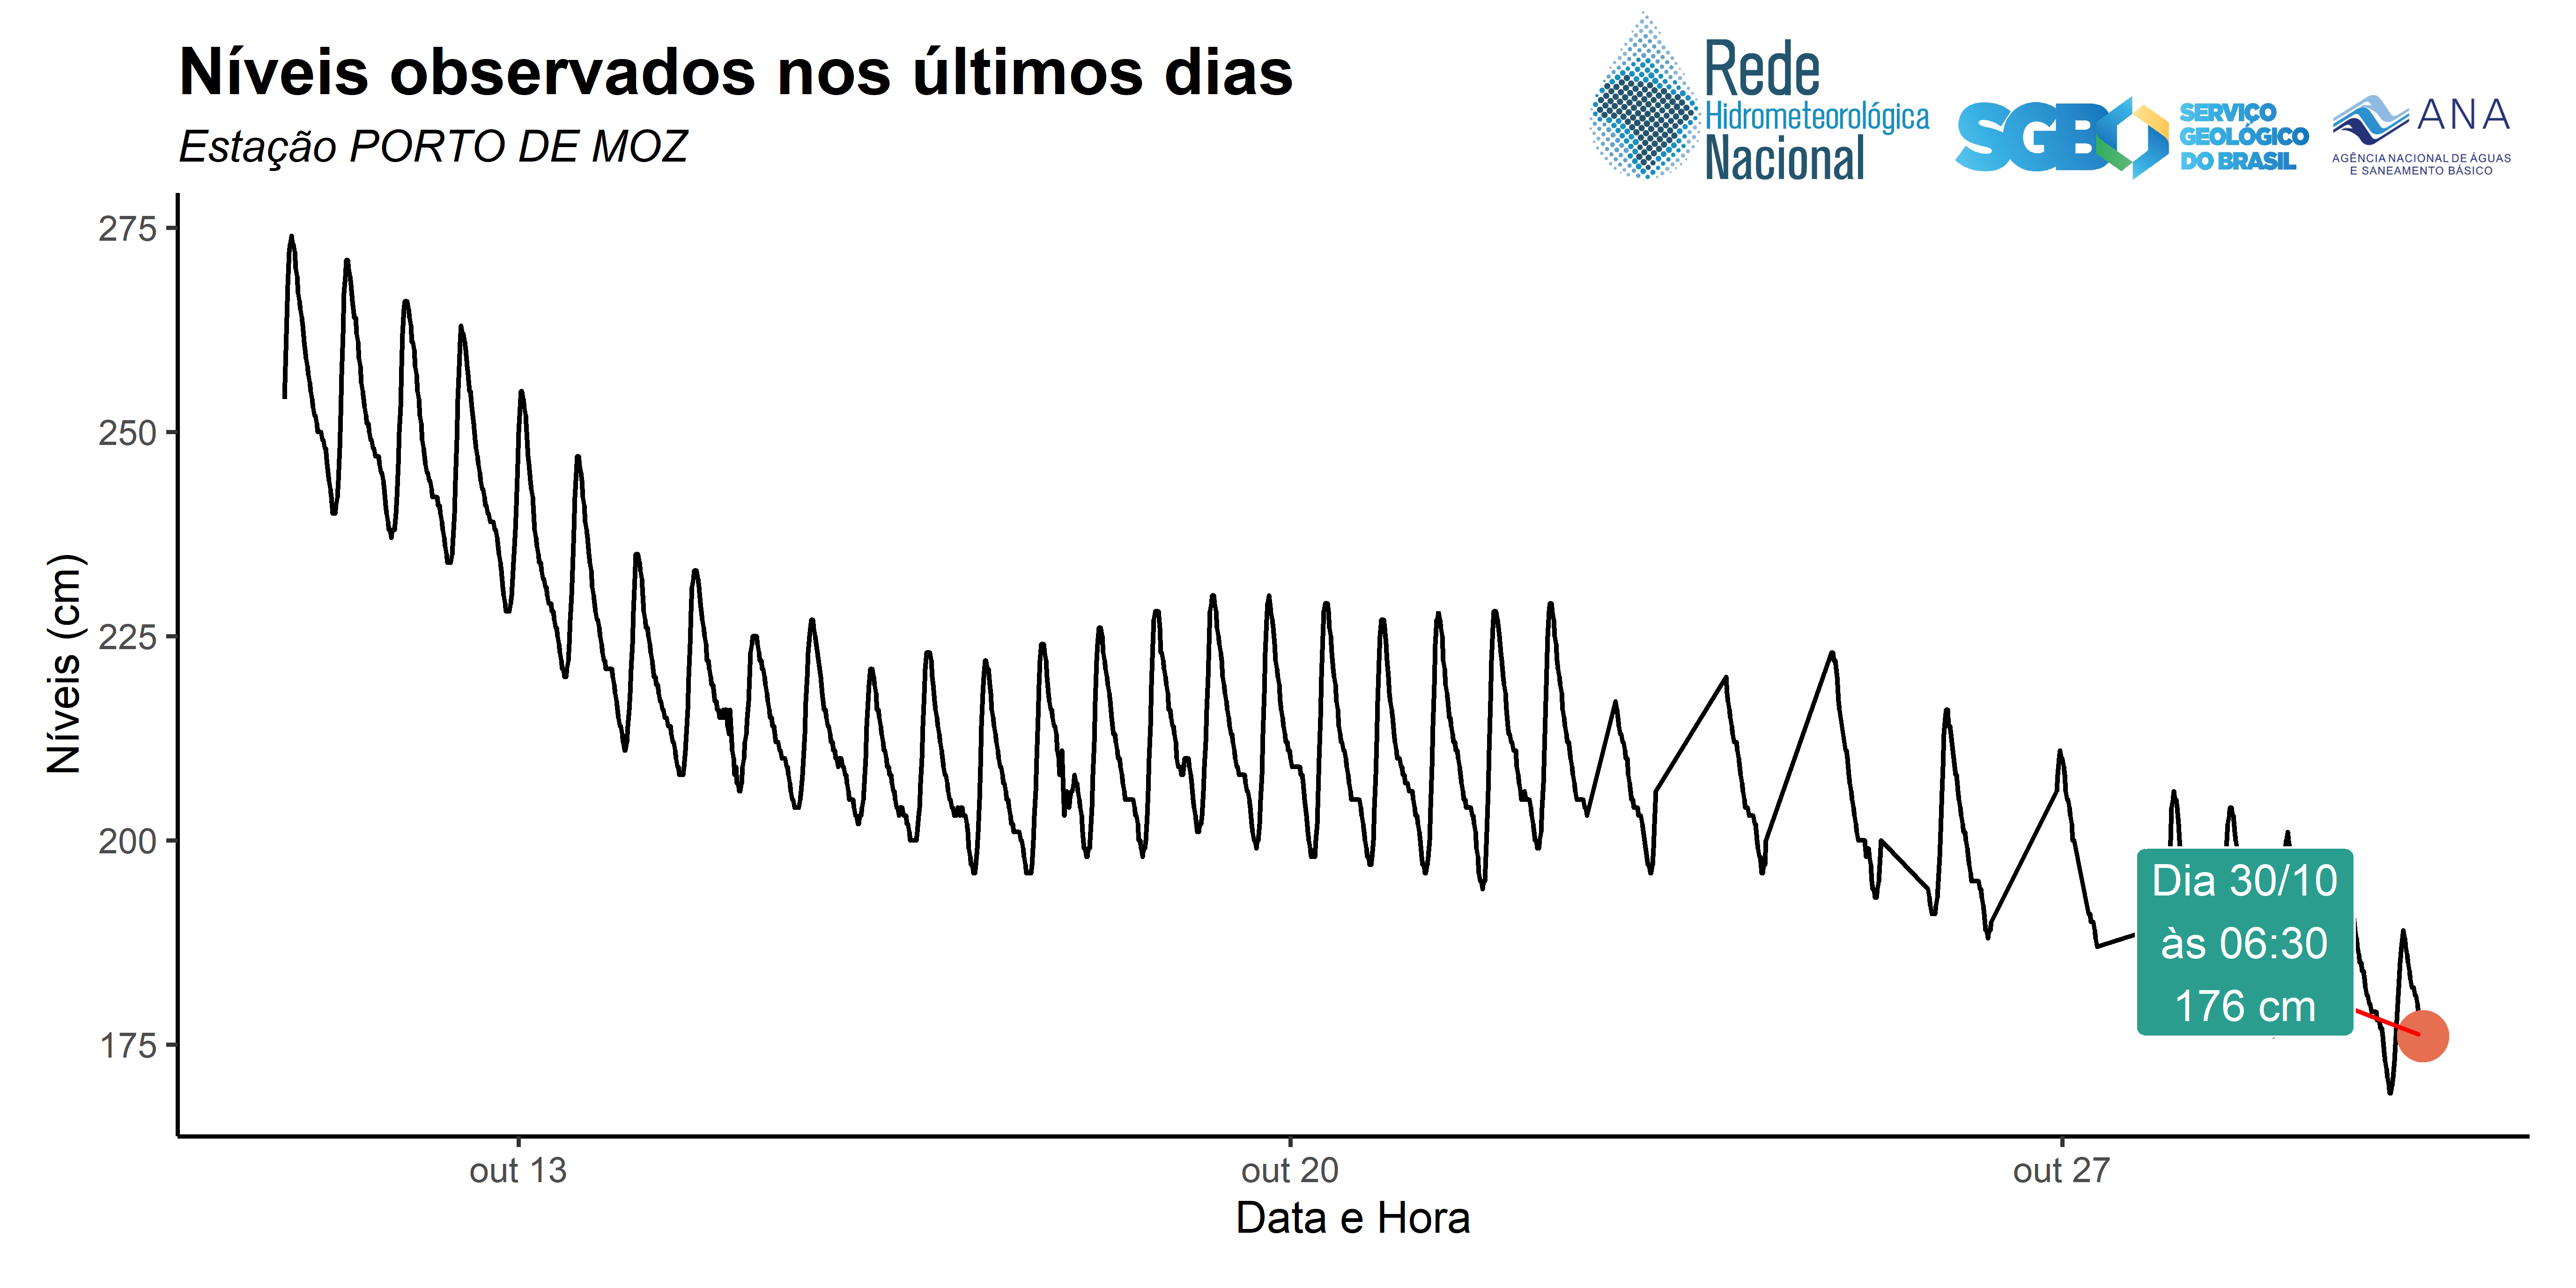 Níveis observados nos últimos dias
Estação PORTO DE MOZ
Rede
Hidrometeorológica
Nacional
SGB
SERVIÇO
GEOLÓGICO
DO BRASIL
ANA
AGÊNCIA NACIONAL DE ÁGUAS
E SANEAMENTO BÁSICO
Níveis (cm)
275
250
225
200
175
Dia 30/10
às 06:30
176 cm
out 13
out 20
out 27
Data e Hora